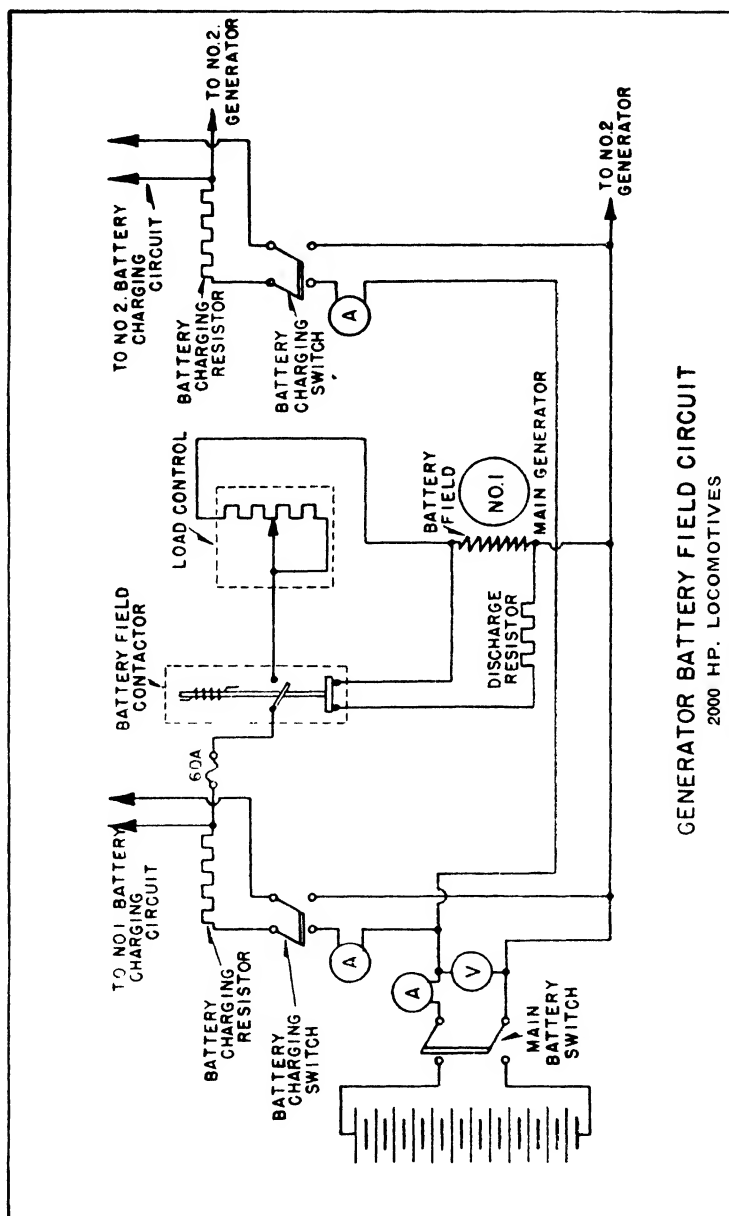 TO NO.1 BATTERY
CHARGING
CIRCUIT
BATTERY
CHARGING
RESISTOR
BATTERY
CHARGING
SWITCH
60A
BATTERY FIELD
CONTACTOR
LOAD CONTROL
TO NO.2. BATTERY
CHARGING
CIRCUIT
BATTERY
CHARGING
RESISTOR
BATTERY
CHARGING
SWITCH
TO NO.2.
GENERATOR
A
A
A
V
MAIN
BATTERY
SWITCH
DISCHARGE
RESISTOR
BATTERY
FIELD
NO.1
MAIN GENERATOR
TO NO.2
GENERATOR
GENERATOR BATTERY FIELD CIRCUIT
2000 HP. LOCOMOTIVES